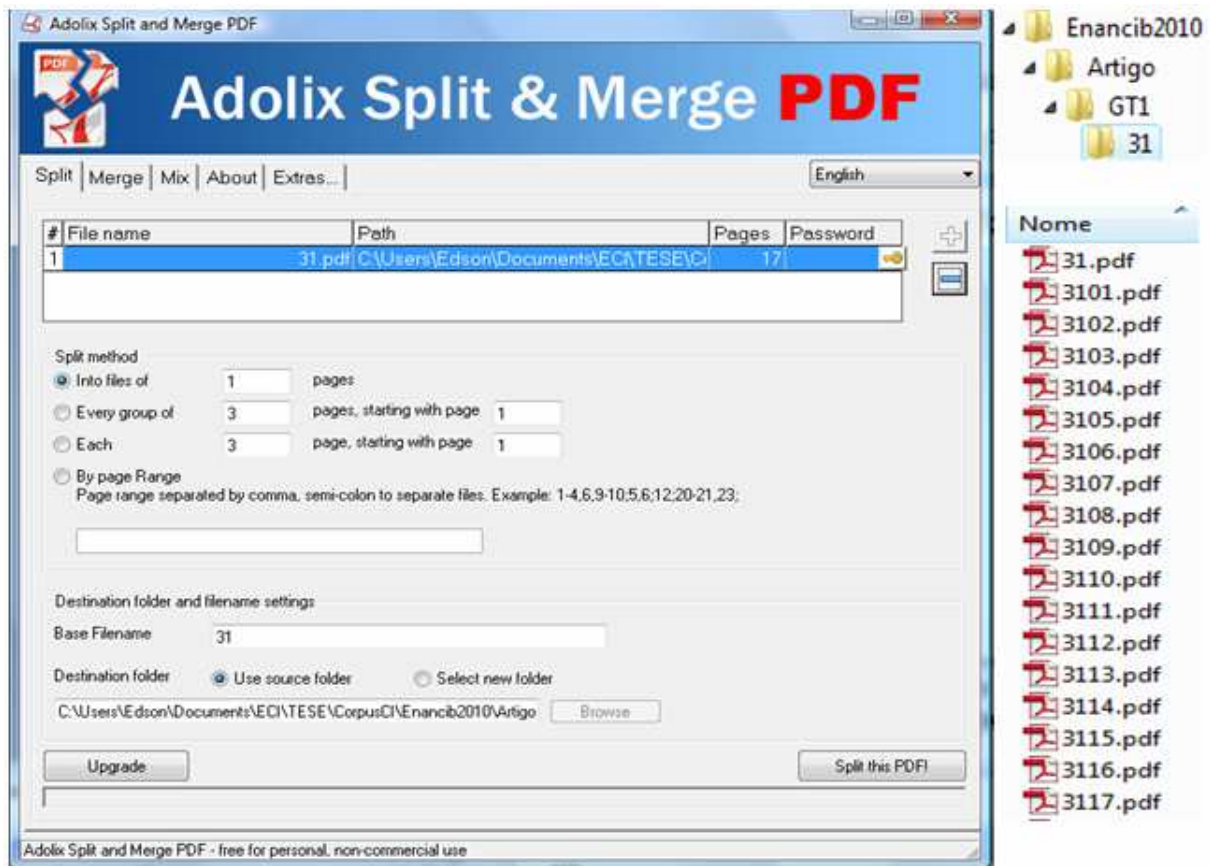 Adolix Split and Merge PDF
PDF
Adolix Split & Merge PDF
Split Merge Mix About Extras...
English
# File name Path Pages Password
1 31.pdf C:\Users\Edson\Documents\ECI\TESE\Co 17
Split method
Into files of 1 pages
Every group of 3 pages, starting with page 1
Each 3 page, starting with page 1
By page Range
Page range separated by comma, semi-colon to separate files. Example: 1-4,6,9-10;5,6;12;20-21,23;
Destination folder and filename settings
Base Filename 31
Destination folder Use source folder Select new folder
C:\Users\Edson\Documents\ECI\TESE\CorpusCI\Enancib2010\Artigo Browse
Upgrade Split this PDF!
Adolix Split and Merge PDF - free for personal, non-commercial use
Enancib2010
Artigo
GT1
31
Nome
31.pdf
3101.pdf
3102.pdf
3103.pdf
3104.pdf
3105.pdf
3106.pdf
3107.pdf
3108.pdf
3109.pdf
3110.pdf
3111.pdf
3112.pdf
3113.pdf
3114.pdf
3115.pdf
3116.pdf
3117.pdf